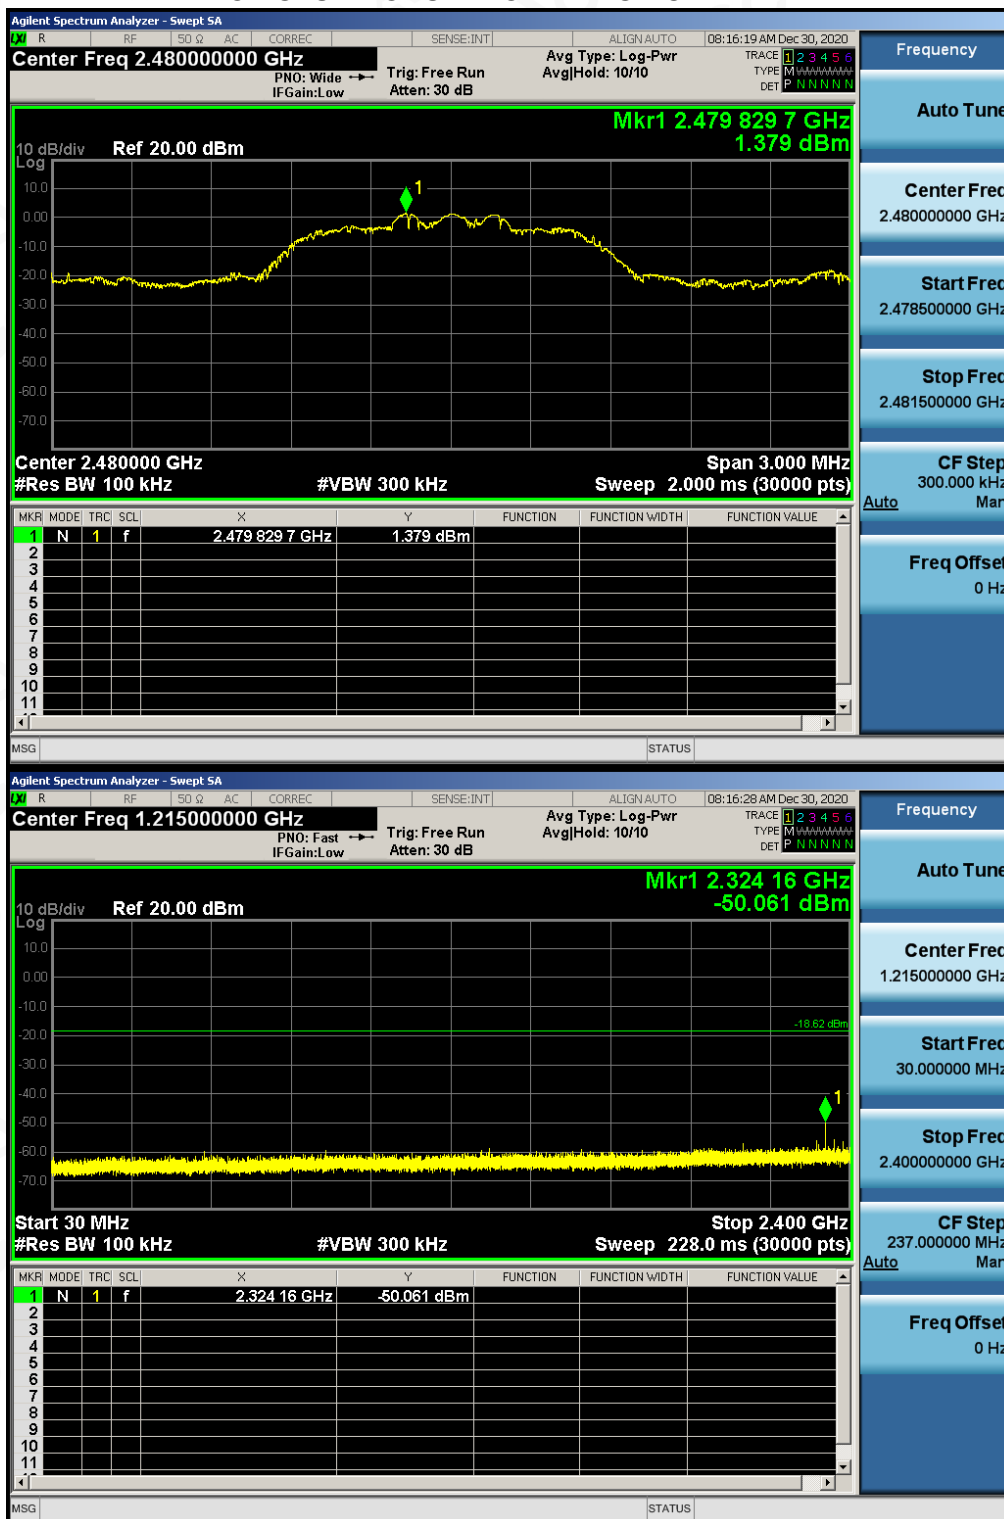 Agilent Spectrum Analyzer - Swept SA
LXI R RF 50 Ω AC CORREC SENSE:INT ALIGN AUTO 08:16:19 AM Dec 30, 2020
Center Freq 2.480000000 GHz Avg Type: Log-Pwr TRACE 1 2 3 4 5 6
PNO: Wide Trig: Free Run Avg|Hold: 10/10 TYPE M
IFGain:Low Atten: 30 dB DET P N N N N N
Frequency
Auto Tune
Mkr1 2.479 829 7 GHz
10 dB/div Ref 20.00 dBm 1.379 dBm
Log
10.0
1
0.00
-10.0
-20.0
-30.0
-40.0
-50.0
-60.0
-70.0
Center Freq
2.480000000 GHz
Start Freq
2.478500000 GHz
Stop Freq
2.481500000 GHz
Center 2.480000 GHz Span 3.000 MHz
#Res BW 100 kHz #VBW 300 kHz Sweep 2.000 ms (30000 pts)
CF Step
300.000 kHz
Auto Man
MKR MODE TRC SCL X Y FUNCTION FUNCTION WIDTH FUNCTION VALUE
1 N 1 f 2.479 829 7 GHz 1.379 dBm
2
3
4
5
6
7
8
9
10
11
Freq Offset
0 Hz
MSG STATUS
Agilent Spectrum Analyzer - Swept SA
LXI R RF 50 Ω AC CORREC SENSE:INT ALIGN AUTO 08:16:28 AM Dec 30, 2020
Center Freq 1.215000000 GHz Avg Type: Log-Pwr TRACE 1 2 3 4 5 6
PNO: Fast Trig: Free Run Avg|Hold: 10/10 TYPE M
IFGain:Low Atten: 30 dB DET P N N N N N
Frequency
Auto Tune
Mkr1 2.324 16 GHz
10 dB/div Ref 20.00 dBm -50.061 dBm
Log
10.0
0.00
-10.0
-18.62 dBm
-20.0
-30.0
-40.0
1
-50.0
-60.0
-70.0
Center Freq
1.215000000 GHz
Start Freq
30.000000 MHz
Stop Freq
2.400000000 GHz
Start 30 MHz Stop 2.400 GHz
#Res BW 100 kHz #VBW 300 kHz Sweep 228.0 ms (30000 pts)
CF Step
237.000000 MHz
Auto Man
MKR MODE TRC SCL X Y FUNCTION FUNCTION WIDTH FUNCTION VALUE
1 N 1 f 2.324 16 GHz -50.061 dBm
2
3
4
5
6
7
8
9
10
11
Freq Offset
0 Hz
MSG STATUS